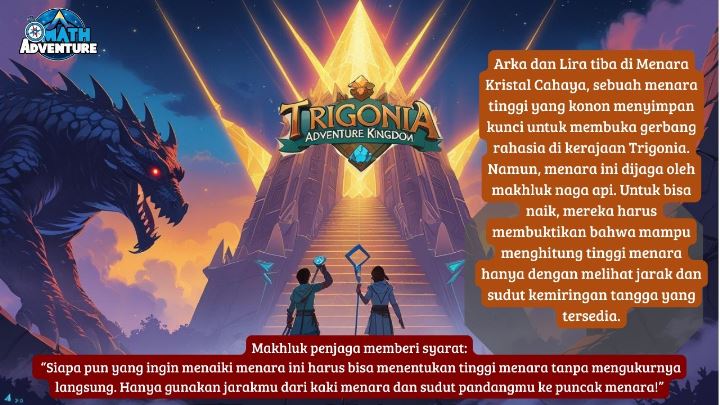 MATH
ADVENTURE
TRIGONIA
ADVENTURE KINGDOM
Arka dan Lira tiba di Menara
Kristal Cahaya, sebuah menara
tinggi yang konon menyimpan
kunci untuk membuka gerbang
rahasia di kerajaan Trigonia.
Namun, menara ini dijaga oleh
makhluk naga api. Untuk bisa
naik, mereka harus
membuktikan bahwa mampu
menghitung tinggi menara
hanya dengan melihat jarak dan
sudut kemiringan tangga yang
tersedia.
Makhluk penjaga memberi syarat:
“Siapa pun yang ingin menaiki menara ini harus bisa menentukan tinggi menara tanpa mengukurnya
langsung. Hanya gunakan jarakmu dari kaki menara dan sudut pandangmu ke puncak menara!”